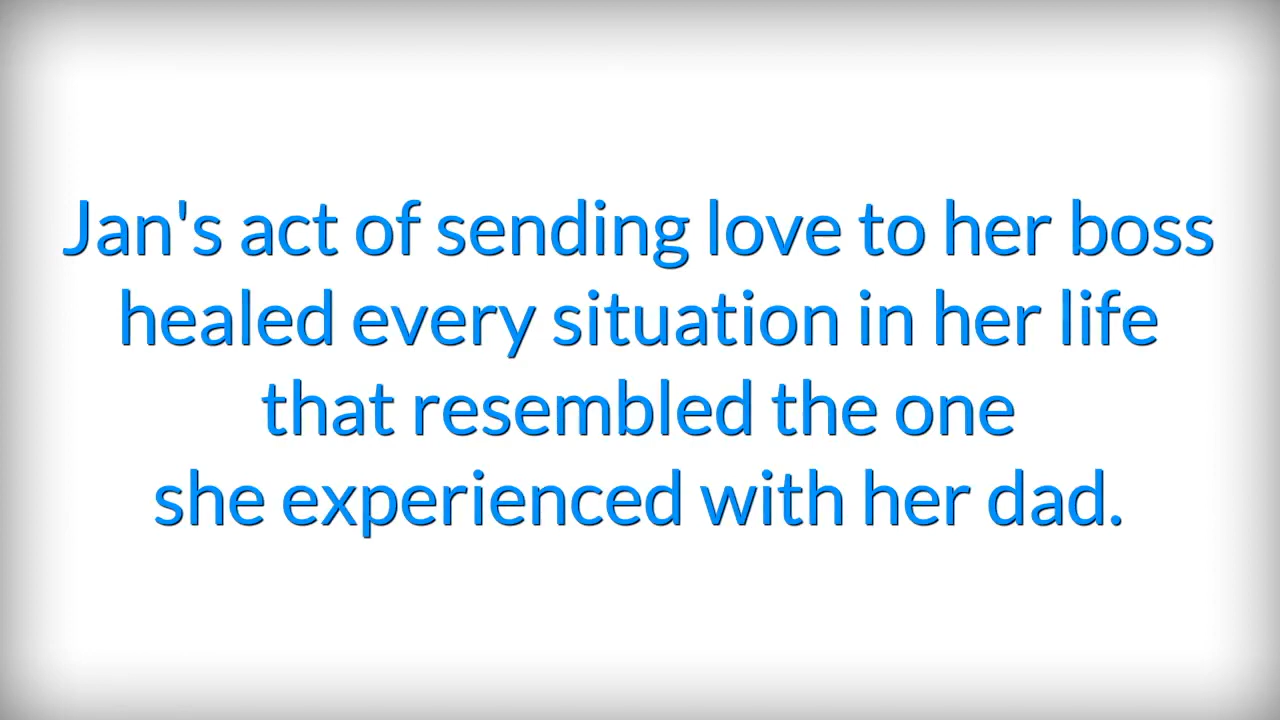 Jan's act of sending love to her boss
healed every situation in her life
that resembled the one
she experienced with her dad.